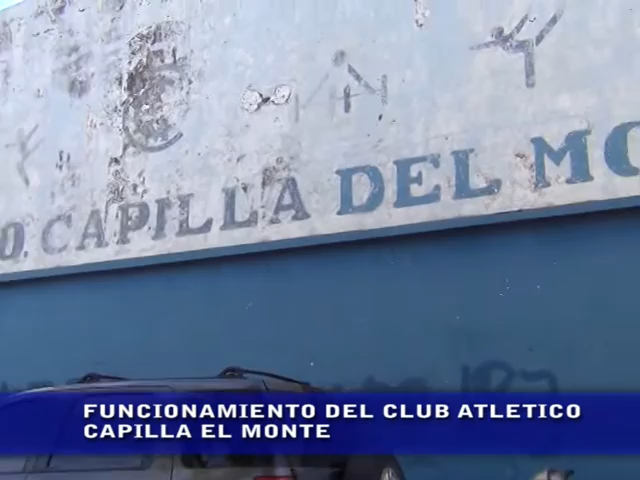 O. CAPILLA DEL MO
FUNCIONAMIENTO DEL CLUB ATLETICO
CAPILLA EL MONTE